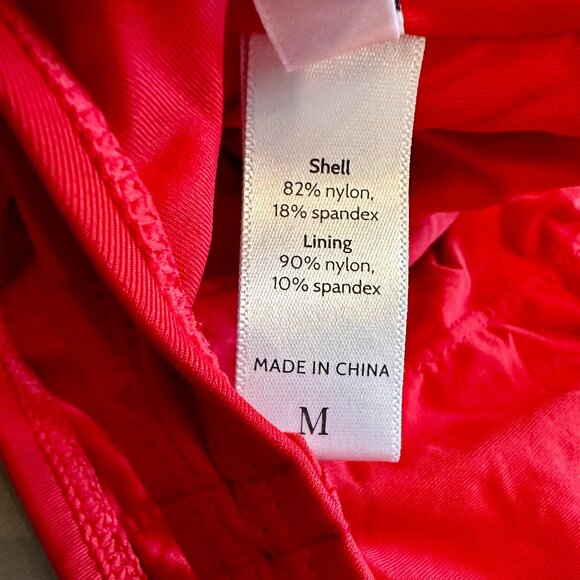 Shell
82% nylon,
18% spandex
Lining
90% nylon,
10% spandex
MADE IN CHINA
M